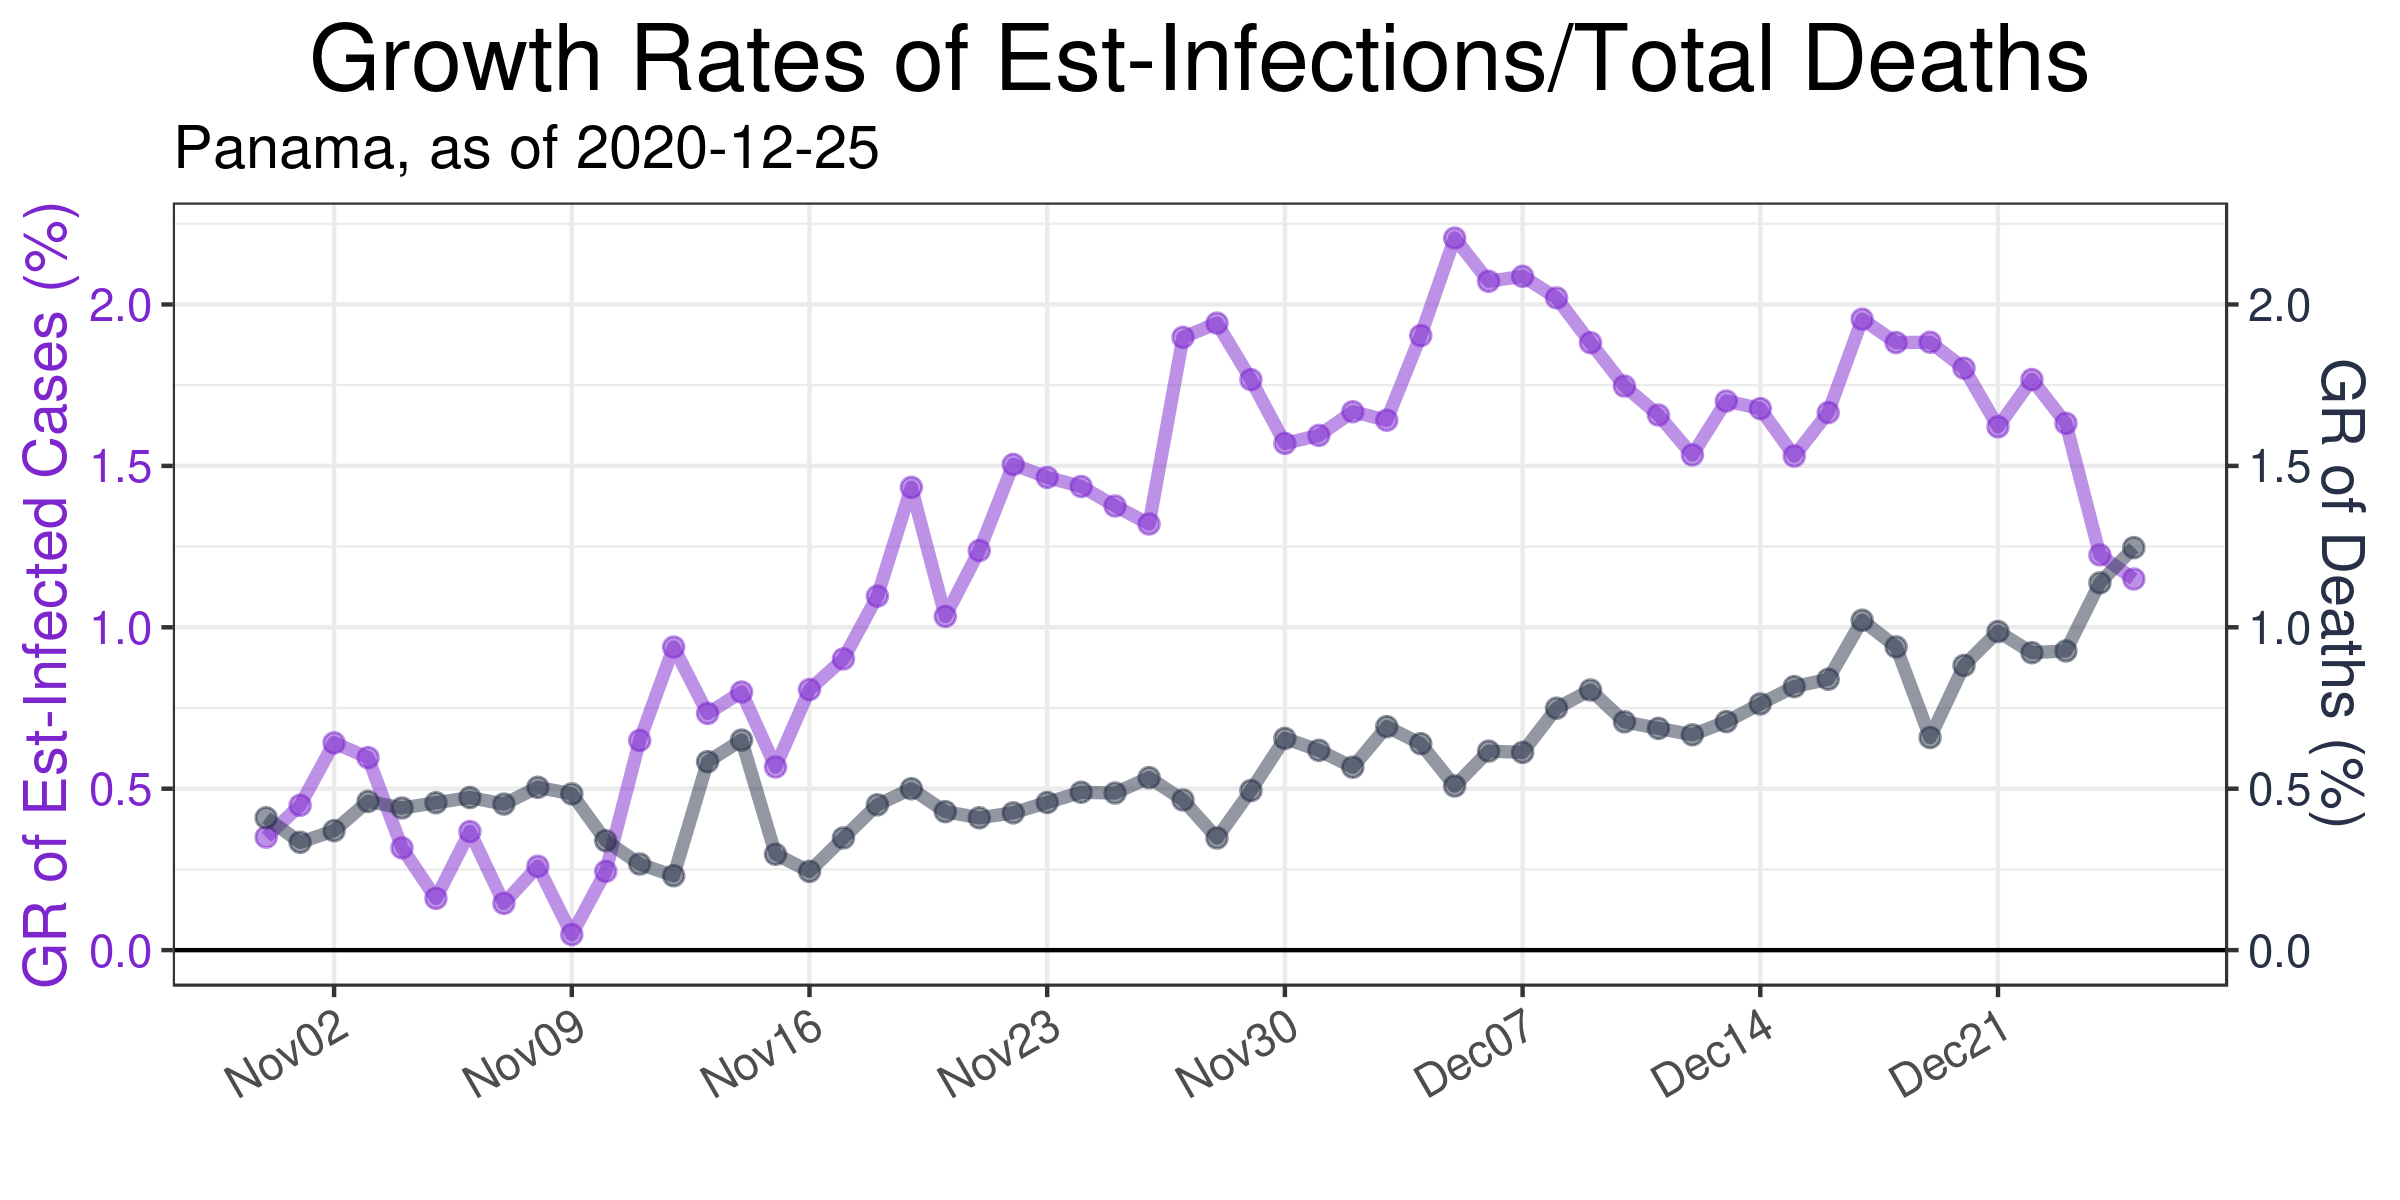 Growth Rates of Est-Infections/Total Deaths
Panama, as of 2020-12-25
GR of Est-Infected Cases (%)
2.0
1.5
1.0
0.5
0.0
2.0
1.5
1.0
0.5
0.0
GR of Deaths (%)
Nov02
Nov09
Nov16
Nov23
Nov30
Dec07
Dec14
Dec21